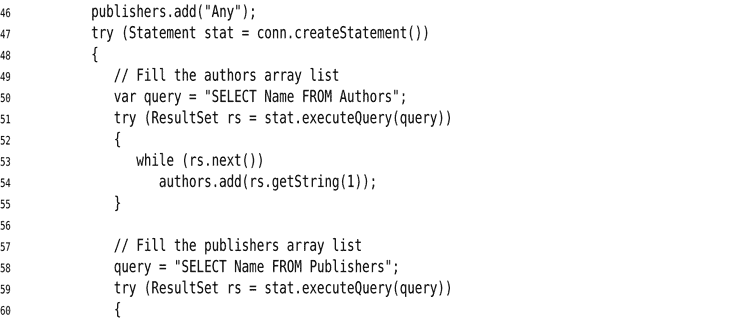 46 publishers.add("Any");
47 try (Statement stat = conn.createStatement())
48 {
49 // Fill the authors array list
50 var query = "SELECT Name FROM Authors";
51 try (ResultSet rs = stat.executeQuery(query))
52 {
53 while (rs.next())
54 authors.add(rs.getString(1));
55 }
56
57 // Fill the publishers array list
58 query = "SELECT Name FROM Publishers";
59 try (ResultSet rs = stat.executeQuery(query))
60 {